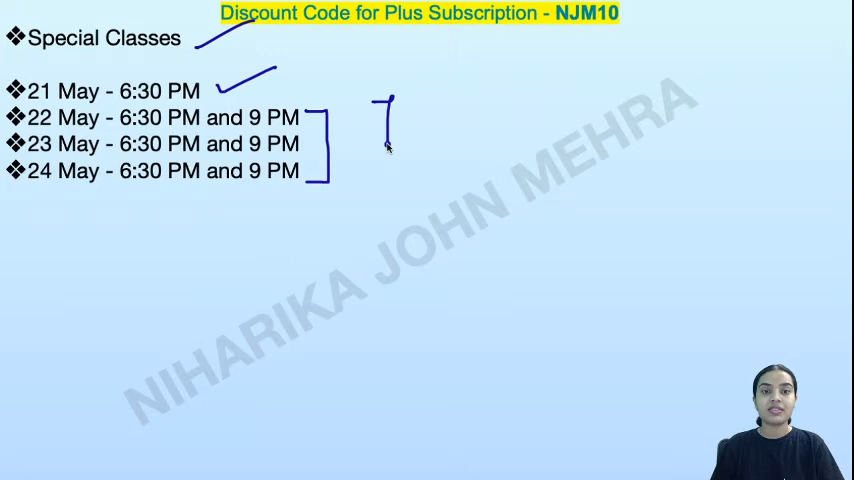 Discount Code for Plus Subscription - NJM10
❖Special Classes
❖21 May - 6:30 PM
❖22 May - 6:30 PM and 9 PM
❖23 May - 6:30 PM and 9 PM
❖24 May - 6:30 PM and 9 PM
NIHARIKA JOHN MEHRA